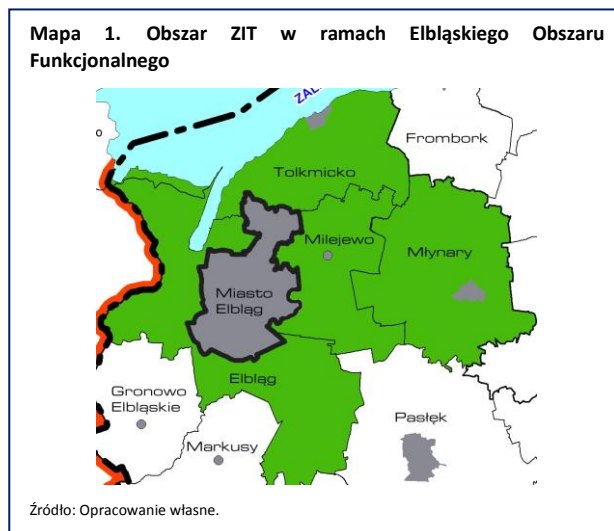 Mapa 1. Obszar ZIT w ramach Elbląskiego Obszaru
Funkcjonalnego
ZAL
Frombork
Tolkmicko
Milejewo
Młynary
Miasto
Elbląg
Elbląg
Gronowo
Elbląskie
Pasłęk
Markusy
Źródło: Opracowanie własne.